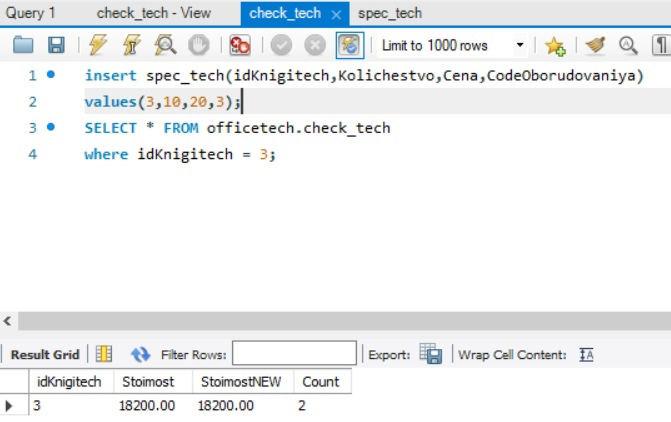 Query 1 check_tech - View check_tech × spec_tech
Limit to 1000 rows
1 insert spec_tech(idKnigitech,Kolichestvo,Cena,CodeOborudovaniya)
2 values(3,10,20,3);
3 SELECT * FROM officetech.check_tech
4 where idKnigitech = 3;
Result Grid Filter Rows: Export: Wrap Cell Content: IA
idKnigitech Stoimost StoimostNEW Count
3 18200.00 18200.00 2